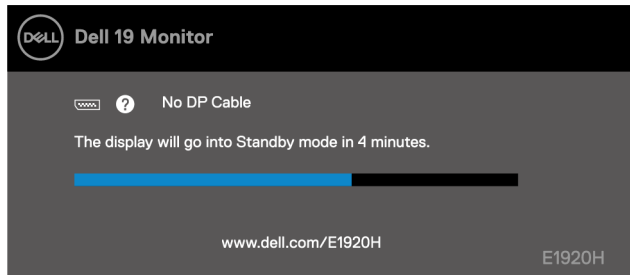 DELL
Dell 19 Monitor
? No DP Cable
The display will go into Standby mode in 4 minutes.
www.dell.com/E1920H
E1920H